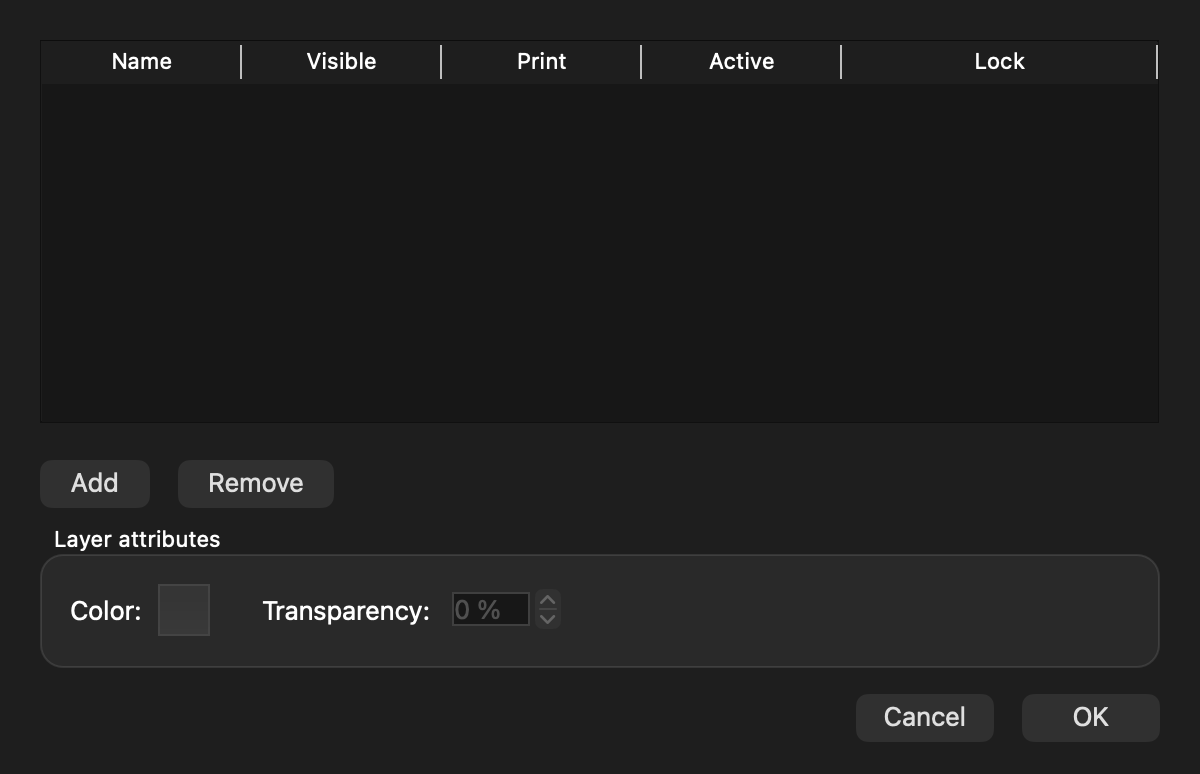 Name Visible Print Active Lock
Add Remove
Layer attributes
Color: Transparency: 0 %
Cancel OK